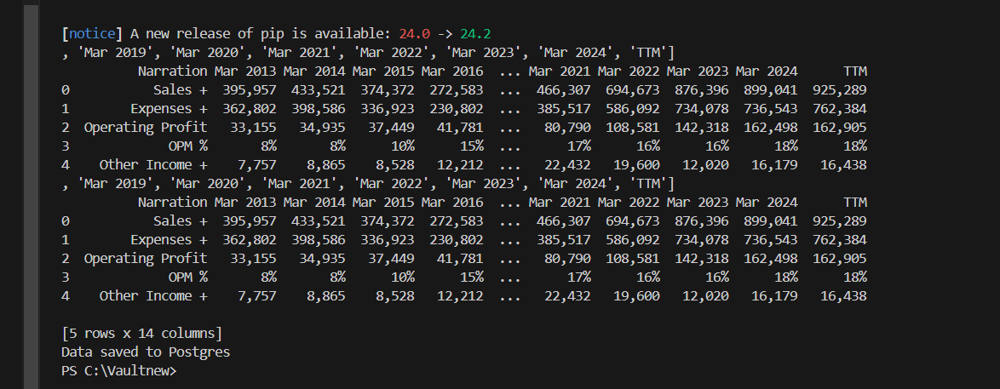 [notice] A new release of pip is available: 24.0 -> 24.2
, 'Mar 2019', 'Mar 2020', 'Mar 2021', 'Mar 2022', 'Mar 2023', 'Mar 2024', 'TTM']
Narration Mar 2013 Mar 2014 Mar 2015 Mar 2016 ... Mar 2021 Mar 2022 Mar 2023 Mar 2024 TTM
0 Sales + 395,957 433,521 374,372 272,583 ... 466,307 694,673 876,396 899,041 925,289
1 Expenses + 362,802 398,586 336,923 230,802 ... 385,517 586,092 734,078 736,543 762,384
2 Operating Profit 33,155 34,935 37,449 41,781 ... 80,790 108,581 142,318 162,498 162,905
3 OPM % 8% 8% 10% 15% ... 17% 16% 16% 18% 18%
4 Other Income + 7,757 8,865 8,528 12,212 ... 22,432 19,600 12,020 16,179 16,438
, 'Mar 2019', 'Mar 2020', 'Mar 2021', 'Mar 2022', 'Mar 2023', 'Mar 2024', 'TTM']
Narration Mar 2013 Mar 2014 Mar 2015 Mar 2016 ... Mar 2021 Mar 2022 Mar 2023 Mar 2024 TTM
0 Sales + 395,957 433,521 374,372 272,583 ... 466,307 694,673 876,396 899,041 925,289
1 Expenses + 362,802 398,586 336,923 230,802 ... 385,517 586,092 734,078 736,543 762,384
2 Operating Profit 33,155 34,935 37,449 41,781 ... 80,790 108,581 142,318 162,498 162,905
3 OPM % 8% 8% 10% 15% ... 17% 16% 16% 18% 18%
4 Other Income + 7,757 8,865 8,528 12,212 ... 22,432 19,600 12,020 16,179 16,438
[5 rows x 14 columns]
Data saved to Postgres
PS C:\Vaultnew>